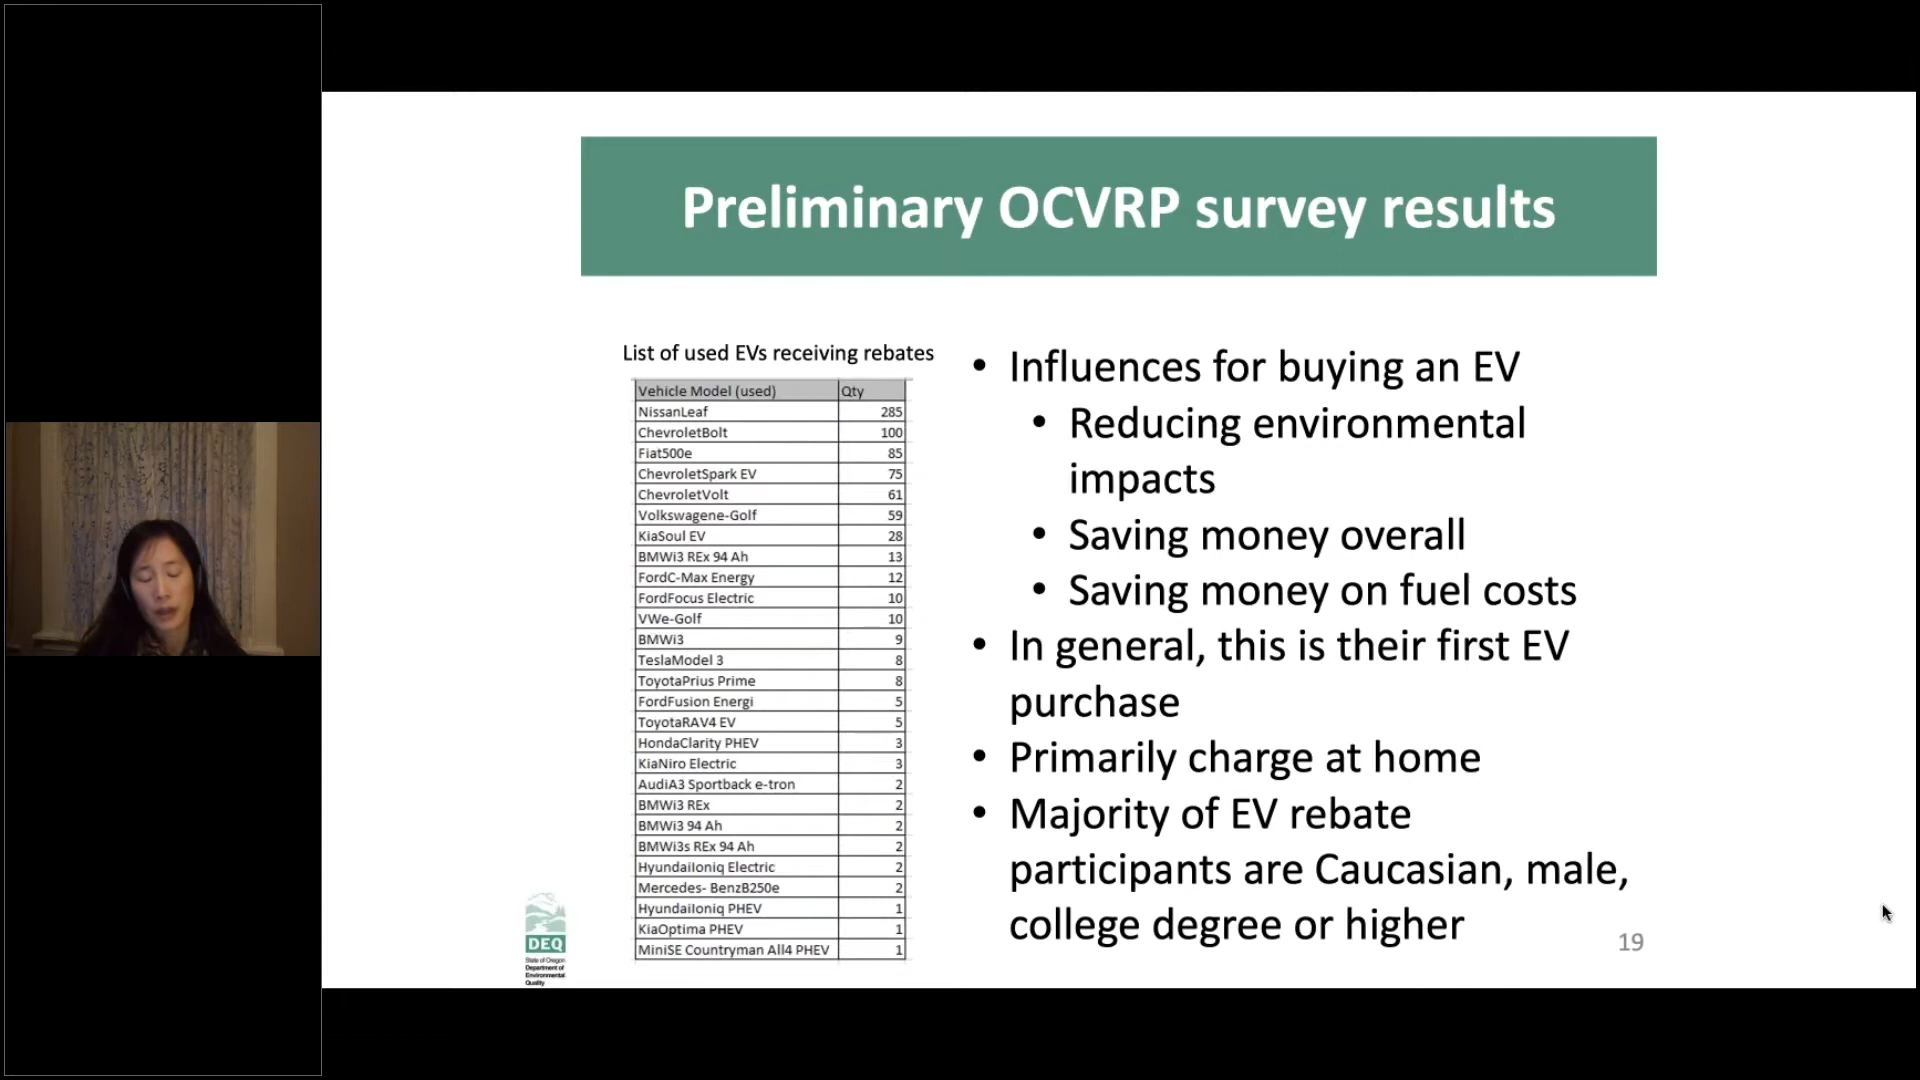 Preliminary OCVRP survey results
List of used EVs receiving rebates
Vehicle Model (used) Qty
NissanLeaf 285
ChevroletBolt 100
Fiat500e 85
ChevroletSpark EV 75
ChevroletVolt 61
Volkswagene-Golf 59
KiaSoul EV 28
BMWi3 REx 94 Ah 13
FordC-Max Energy 12
FordFocus Electric 10
VWe-Golf 10
BMWi3 9
TeslaModel 3 8
ToyotaPrius Prime 8
FordFusion Energi 5
ToyotaRAV4 EV 5
HondaClarity PHEV 3
KiaNiro Electric 3
AudiA3 Sportback e-tron 2
BMWi3 REx 2
BMWi3 94 Ah 2
BMWi3s REx 94 Ah 2
HyundaiIoniq Electric 2
Mercedes- BenzB250e 2
HyundaiIoniq PHEV 1
KiaOptima PHEV 1
MiniSE Countryman All4 PHEV 1
• Influences for buying an EV
• Reducing environmental
impacts
• Saving money overall
• Saving money on fuel costs
• In general, this is their first EV
purchase
• Primarily charge at home
• Majority of EV rebate
participants are Caucasian, male,
college degree or higher
19
DEQ
State of Oregon
Department of
Environmental
Quality